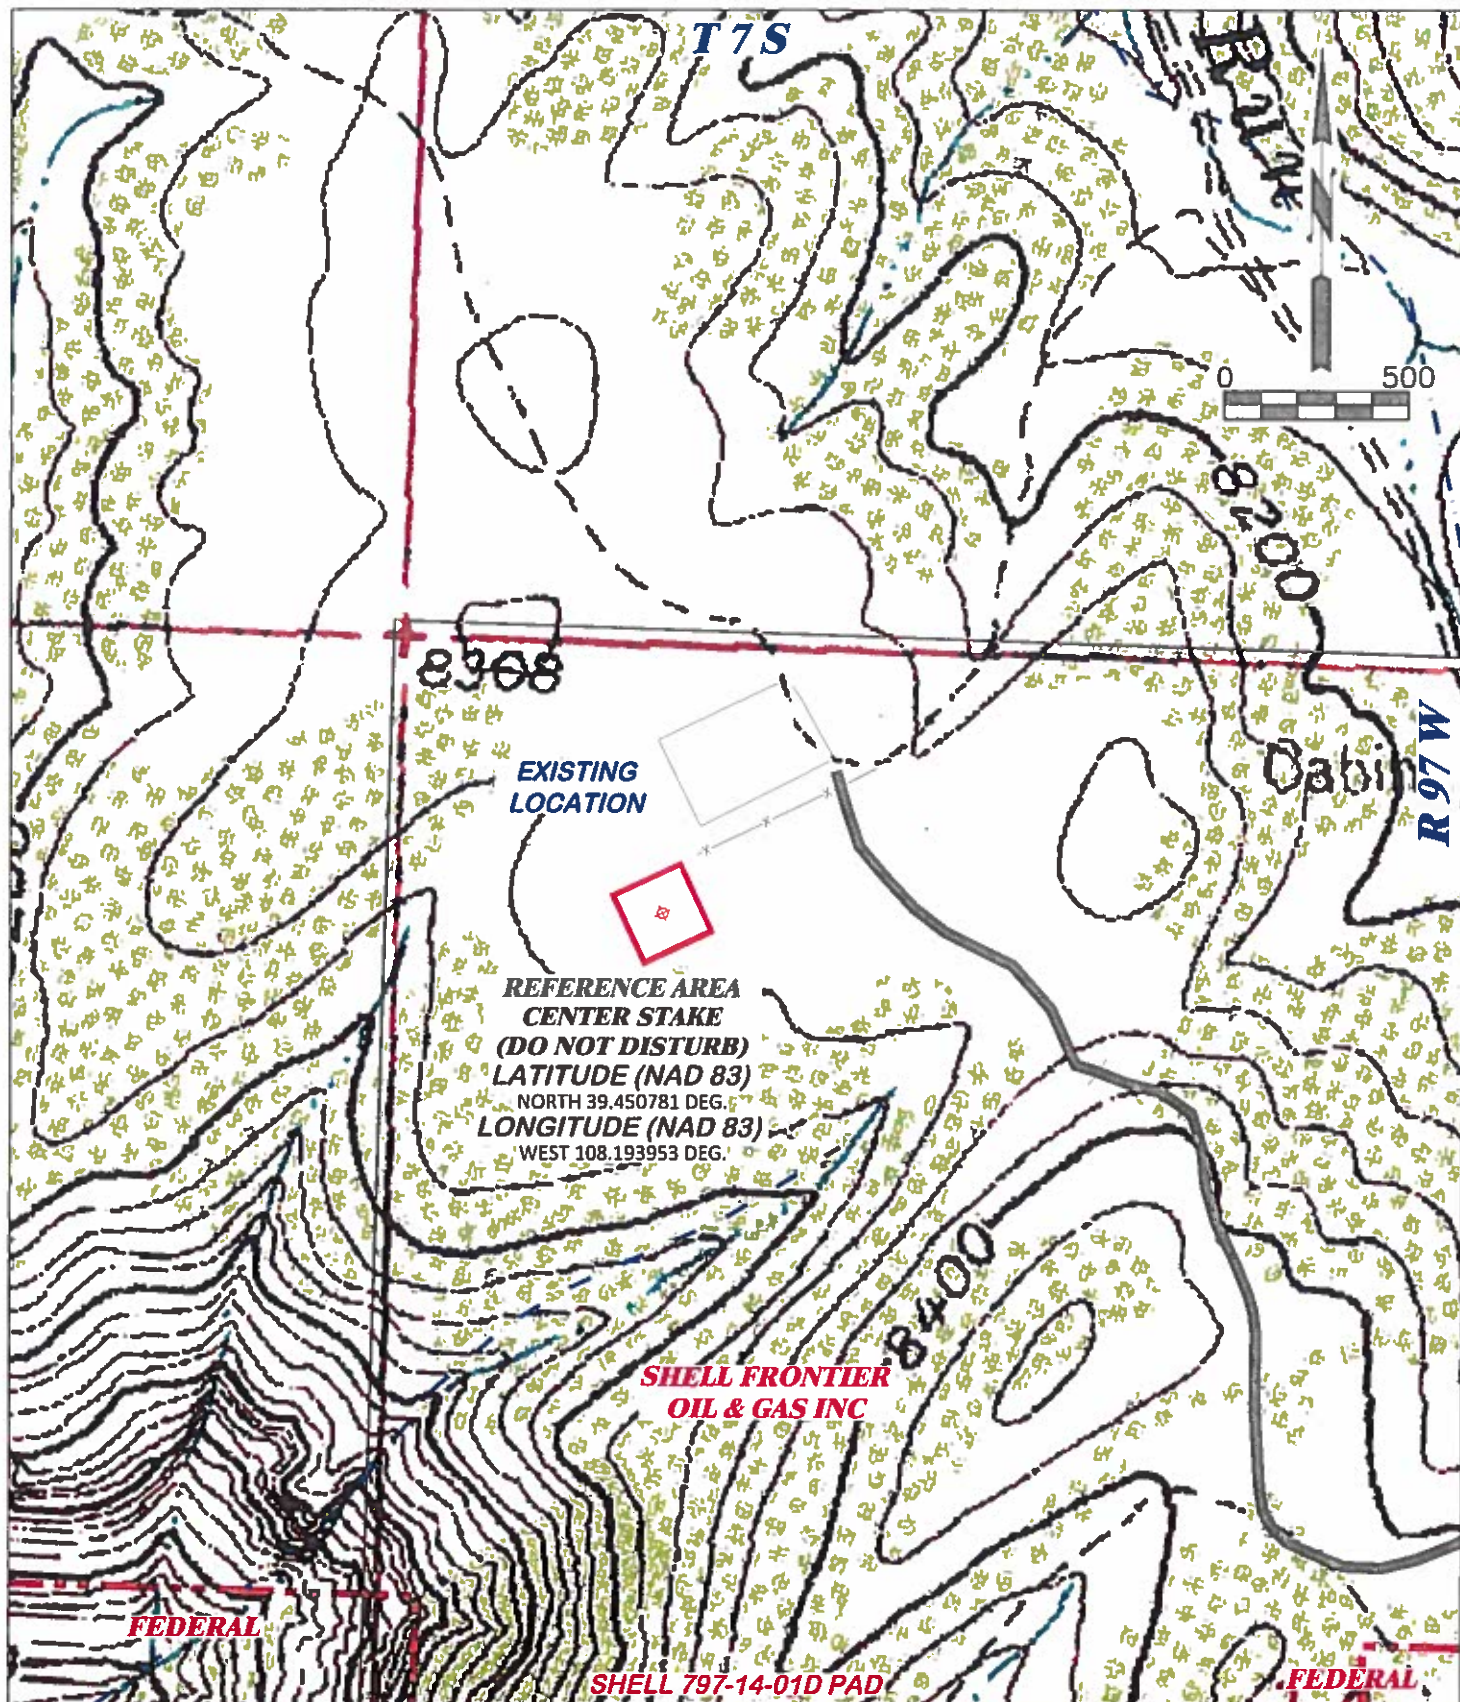 T 7 S
0 500
8200
8368
Cabin
R 97 W
EXISTING
LOCATION
REFERENCE AREA
CENTER STAKE
(DO NOT DISTURB)
LATITUDE (NAD 83)
NORTH 39.450781 DEG.
LONGITUDE (NAD 83)
WEST 108.193953 DEG.
8400
SHELL FRONTIER
OIL & GAS INC
FEDERAL
SHELL 797-14-01D PAD
FEDERAL